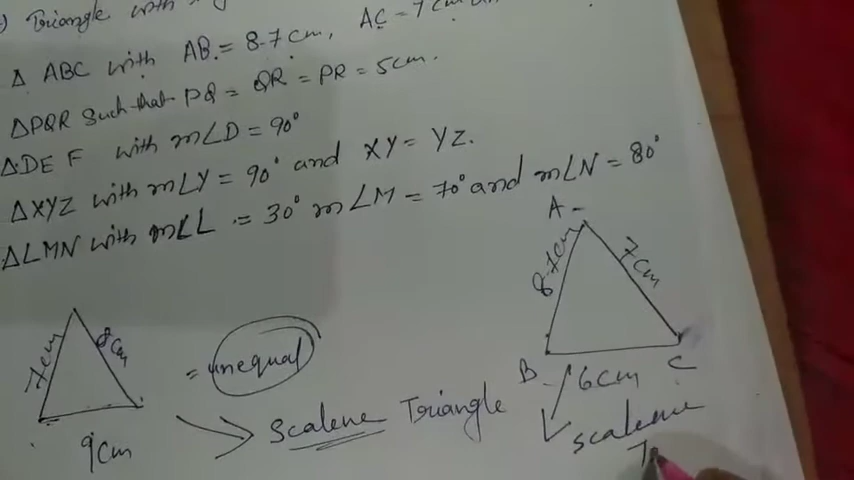 Triangle with
Δ ABC with AB = 8.7 cm, AC = 7 cm
ΔPQR such that PQ = QR = PR = 5cm.
ΔDEF with m∠D = 90°
ΔXYZ with m∠Y = 90° and XY = YZ.
ΔLMN with m∠L = 30° m∠M = 70° and m∠N = 80°
A
8.7cm
7cm
B
C
6cm
7cm
8cm
9cm
= unequal
Scalene Triangle
scalene